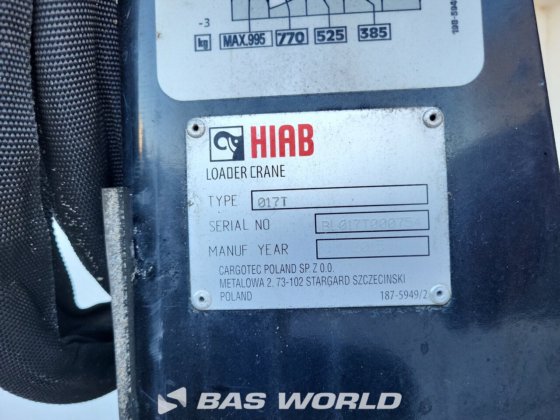 -3
kg MAX.995 770 525 385
HIAB
LOADER CRANE
TYPE 017T
SERIAL NO
MANUF YEAR
CARGOTEC POLAND SP. Z O.O.
METALOWA 2, 73-102 STARGARD SZCZECINSKI
POLAND 187-5949/2
BAS WORLD